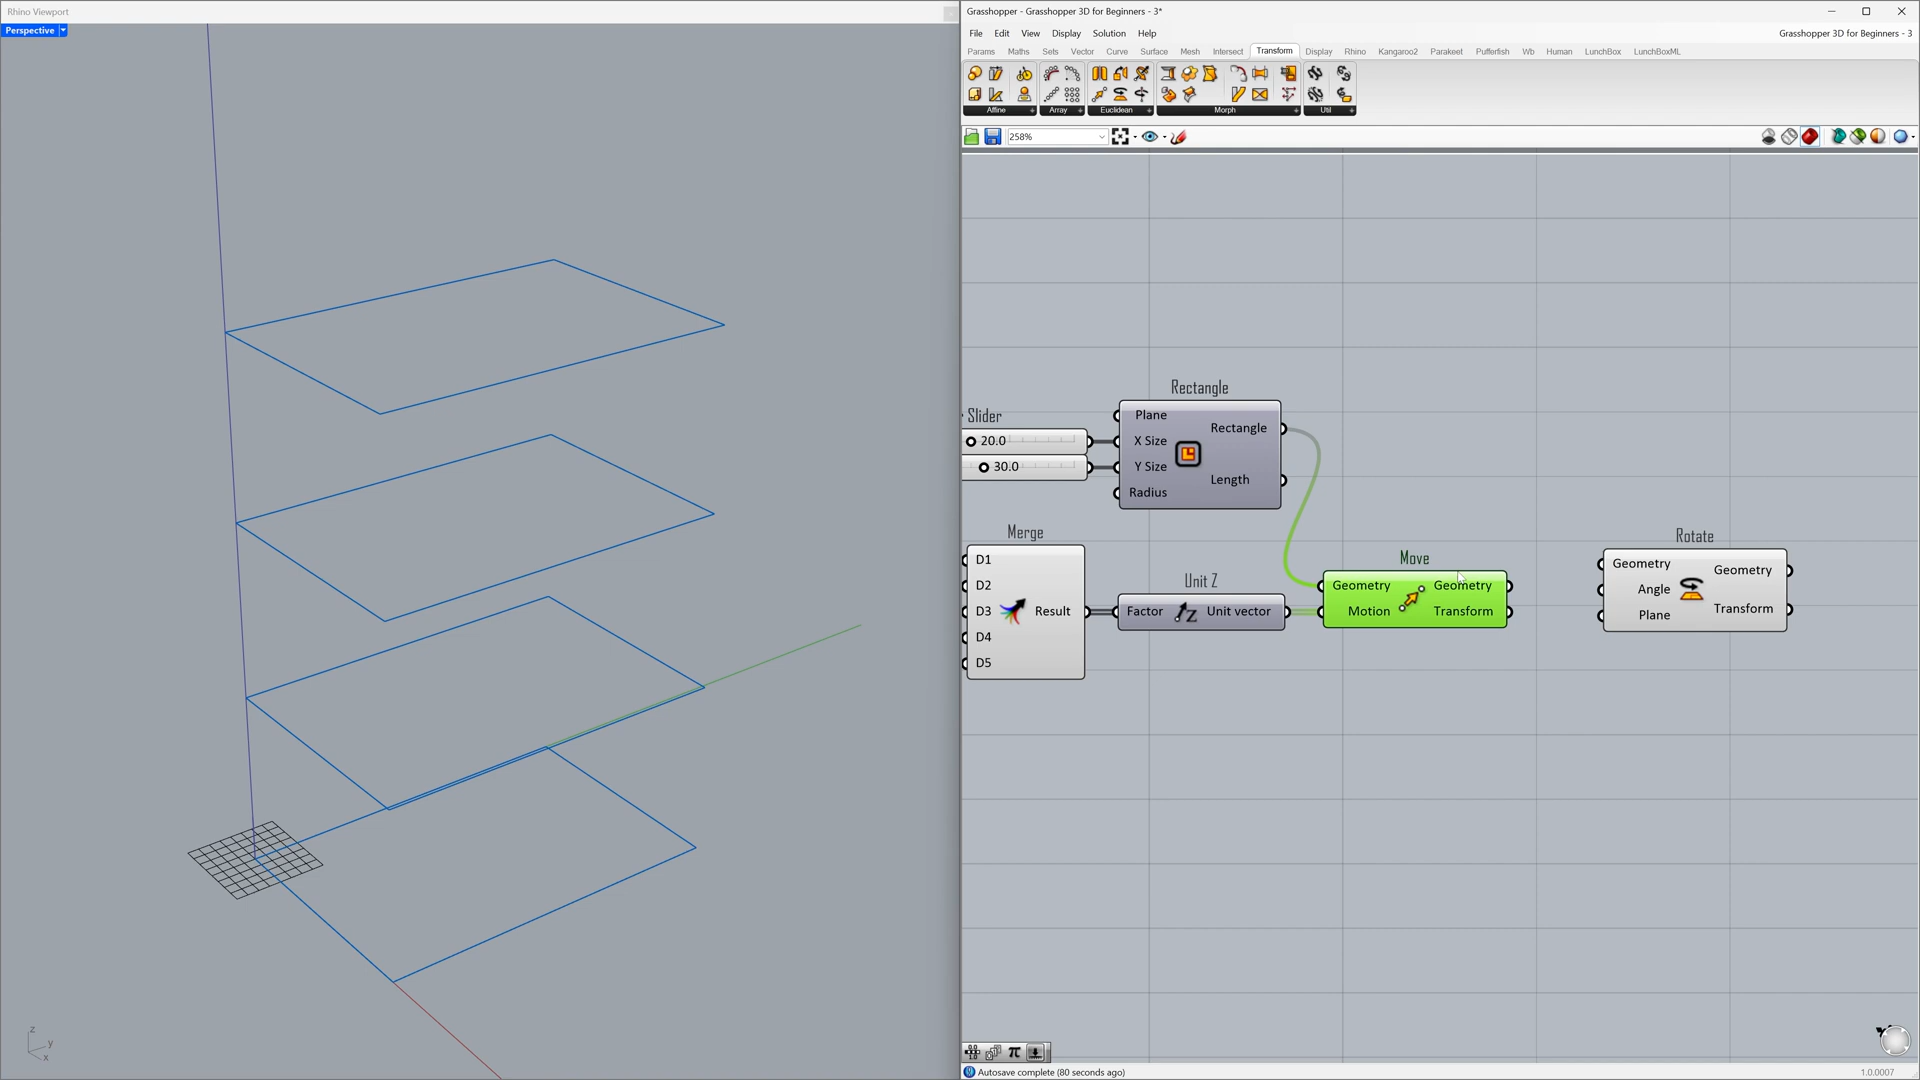 Rhino Viewport
Perspective
z
y
x
Grasshopper - Grasshopper 3D for Beginners - 3*
File Edit View Display Solution Help
Grasshopper 3D for Beginners - 3
Params Maths Sets Vector Curve Surface Mesh Intersect Transform Display Rhino Kangaroo2 Parakeet Pufferfish Wb Human LunchBox LunchBoxML
Affine Array Euclidean Morph Util
258%
Slider
20.0
30.0
Rectangle
Plane
X Size
Y Size
Radius
Rectangle
Length
Merge
D1
D2
D3
D4
D5
Result
Unit Z
Factor Unit vector
Move
Geometry Geometry
Motion Transform
Rotate
Geometry
Angle
Plane
Geometry
Transform
Autosave complete (80 seconds ago)
1.0.0007